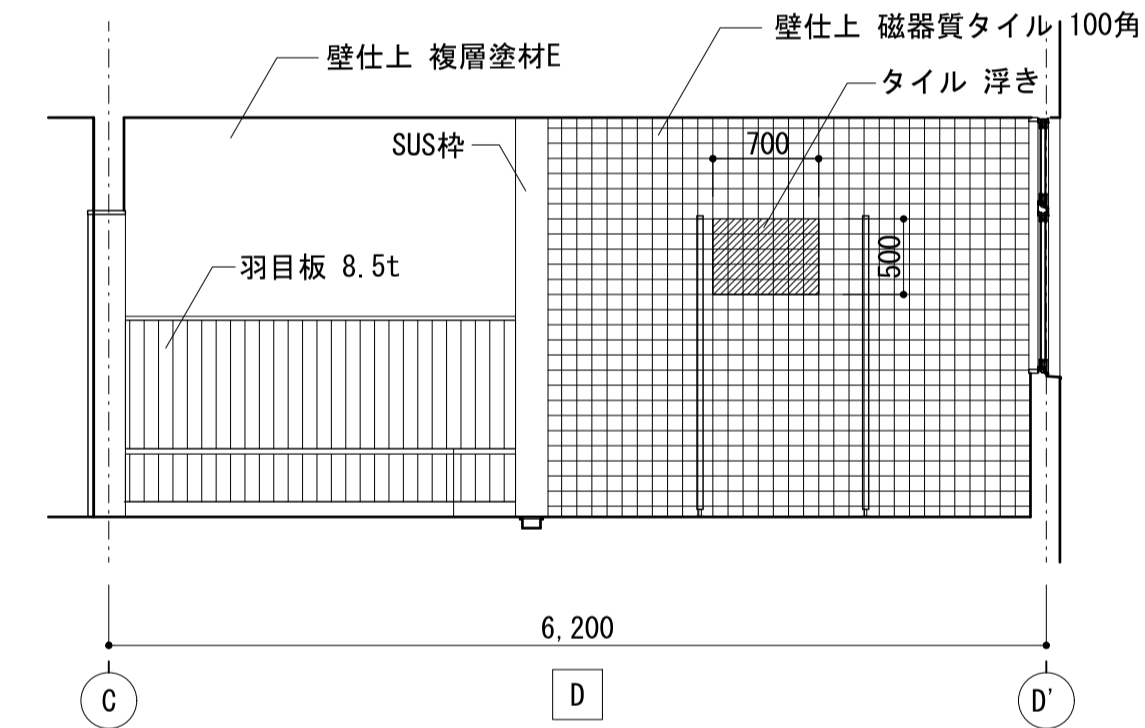 壁仕上 磁器質タイル 100角
壁仕上 複層塗材E
タイル 浮き
SUS枠
700
羽目板 8.5t
500
6,200
C
D
D'